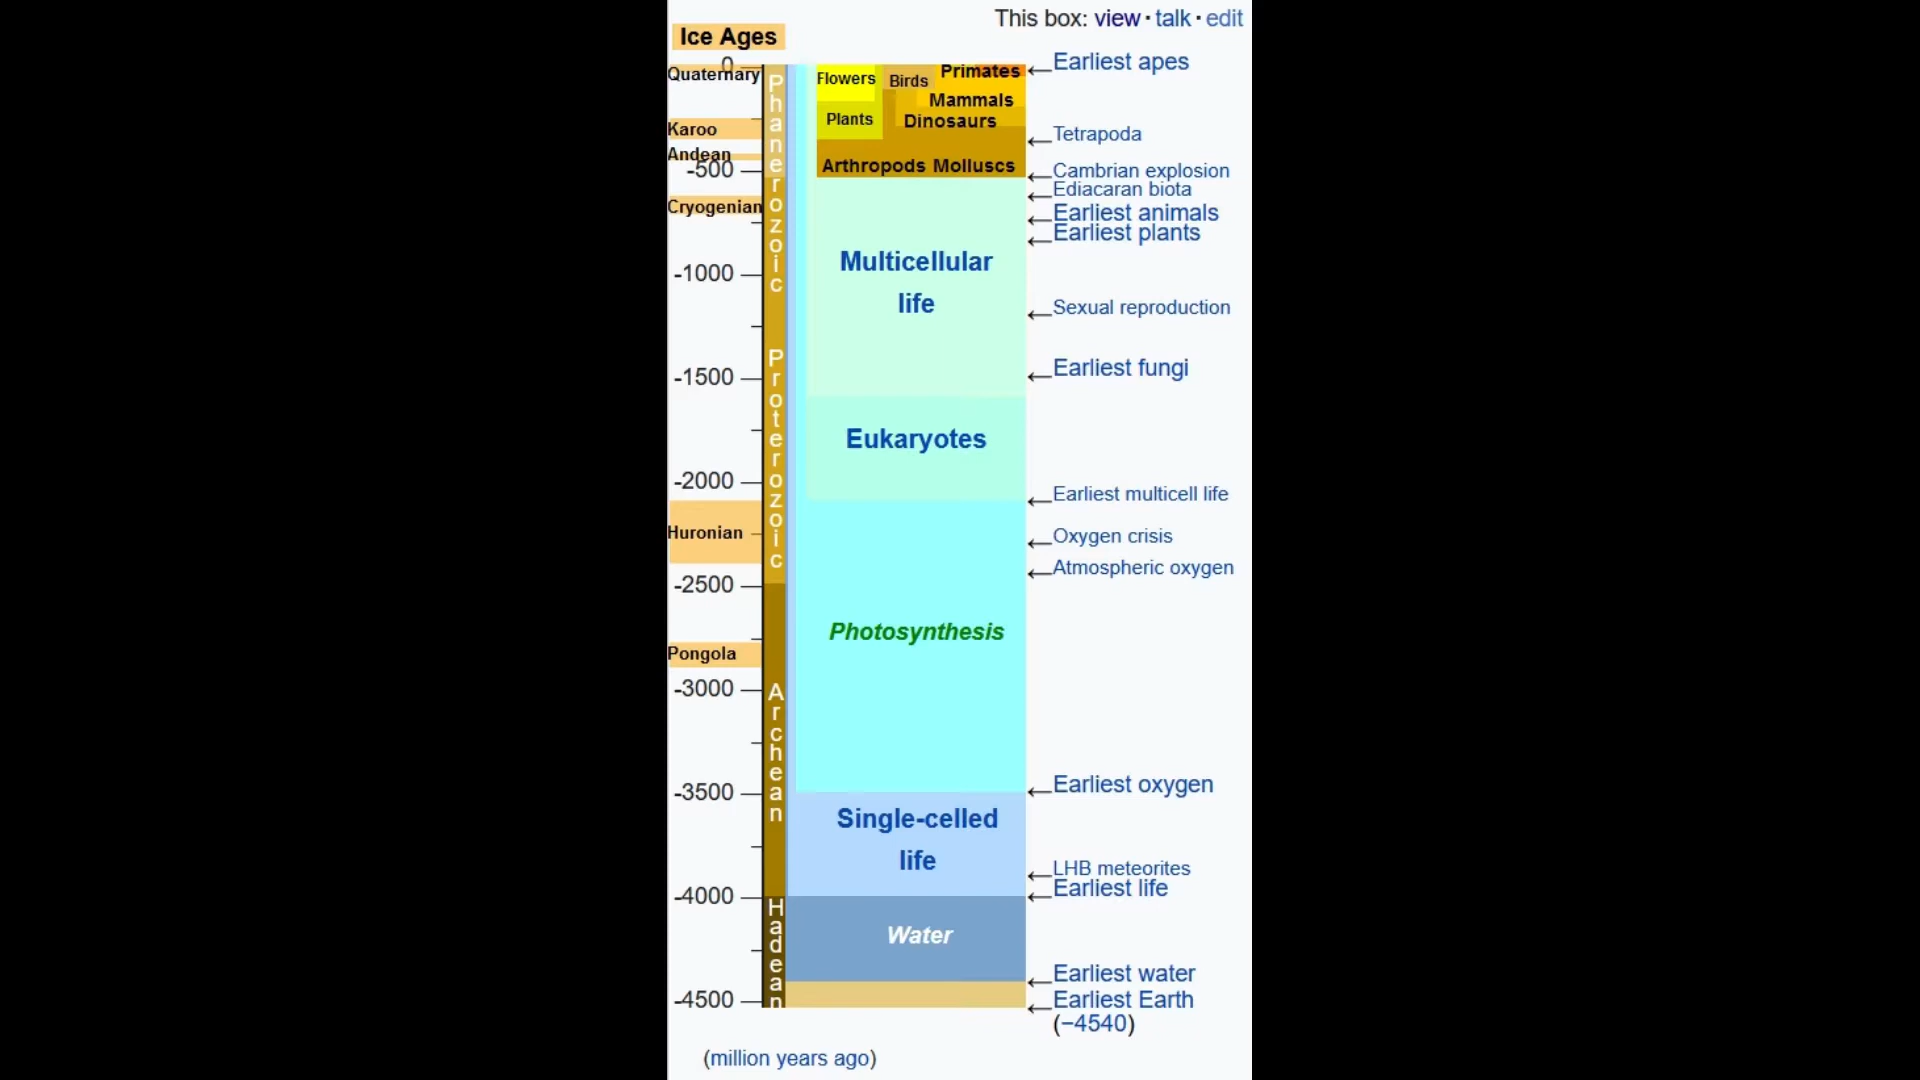 This box: view · talk · edit
Ice Ages
0
Quaternary
Karoo
Andean
-500
Cryogenian
-1000
-1500
-2000
Huronian
-2500
Pongola
-3000
-3500
-4000
-4500
(million years ago)
Phanerozoic
Proterozoic
Archean
Hadean
Flowers
Birds
Primates
Mammals
Plants
Dinosaurs
Arthropods Molluscs
Multicellular
life
Eukaryotes
Photosynthesis
Single-celled
life
Water
←Earliest apes
←Tetrapoda
←Cambrian explosion
←Ediacaran biota
←Earliest animals
←Earliest plants
←Sexual reproduction
←Earliest fungi
←Earliest multicell life
←Oxygen crisis
←Atmospheric oxygen
←Earliest oxygen
←LHB meteorites
←Earliest life
←Earliest water
←Earliest Earth
(−4540)